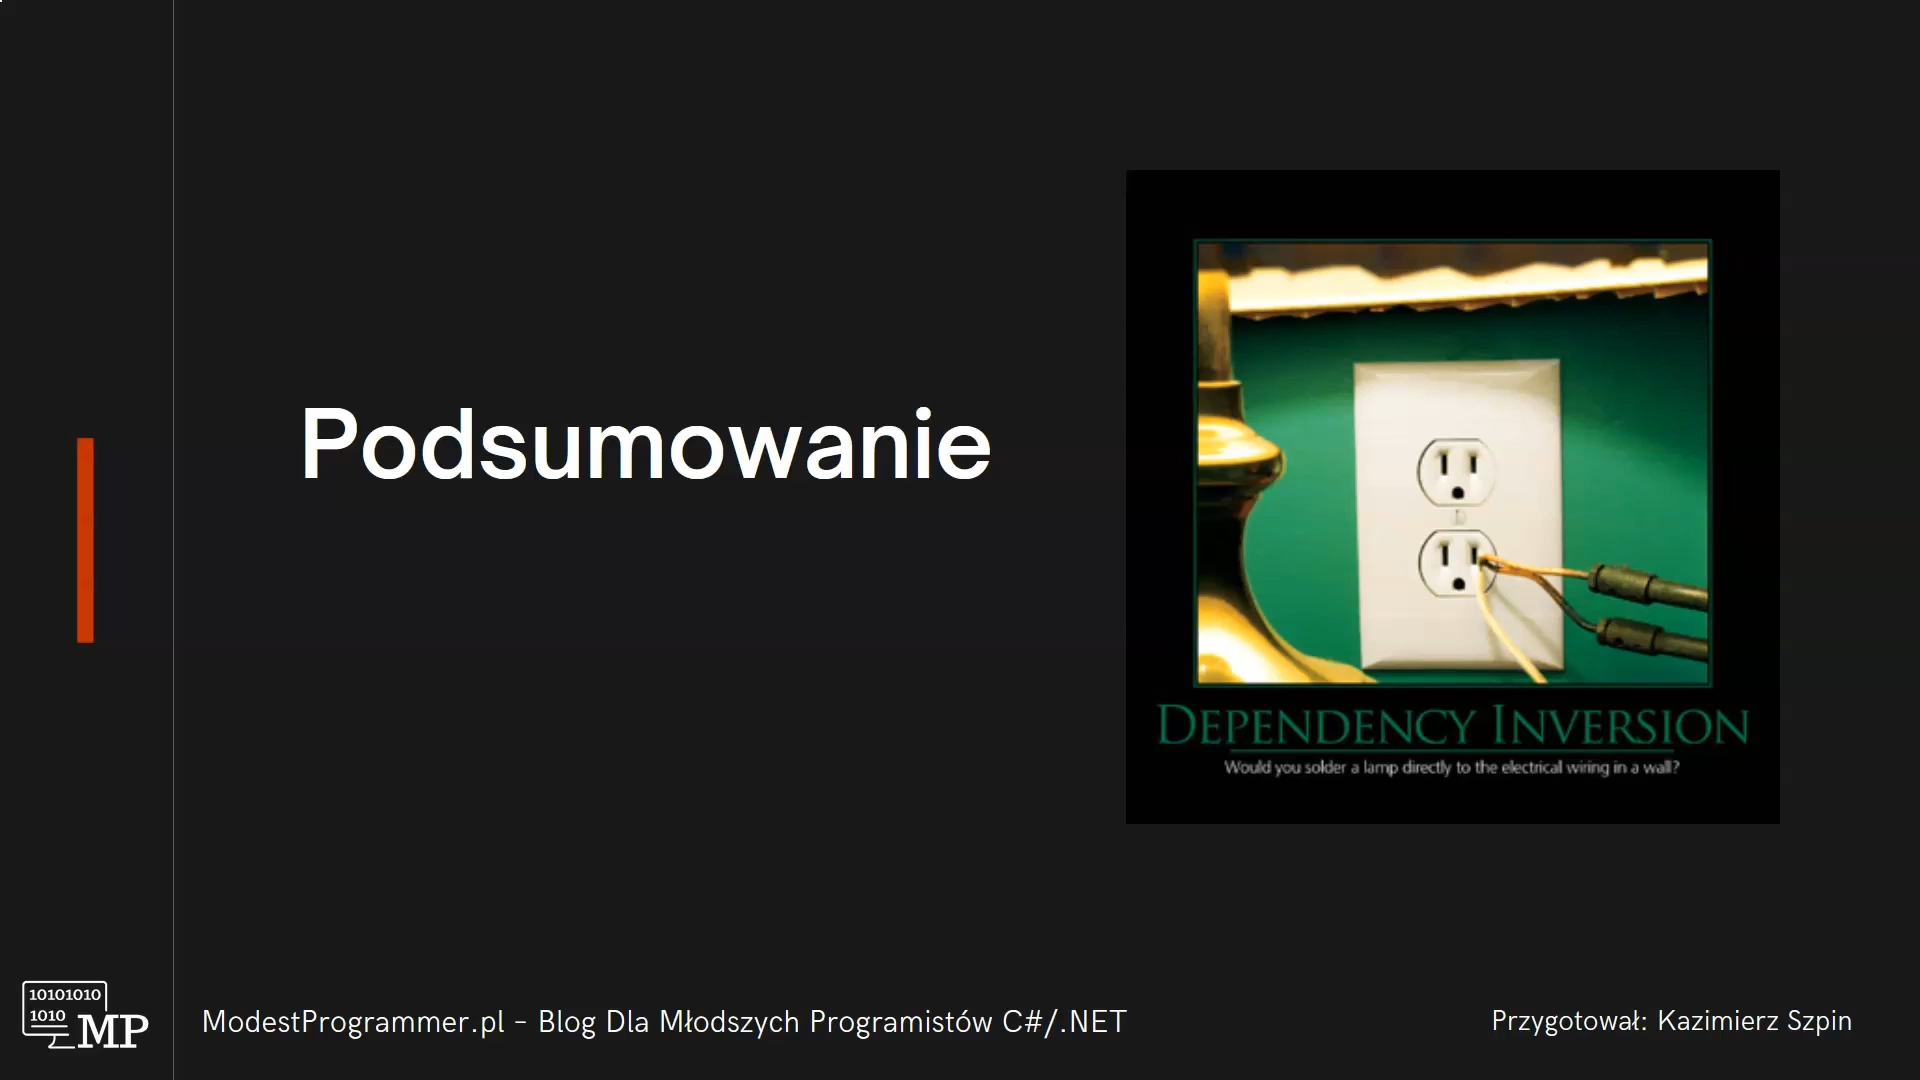 Podsumowanie
DEPENDENCY INVERSION
Would you solder a lamp directly to the electrical wiring in a wall?
10101010
1010
MP
ModestProgrammer.pl – Blog Dla Młodszych Programistów C#/.NET
Przygotował: Kazimierz Szpin